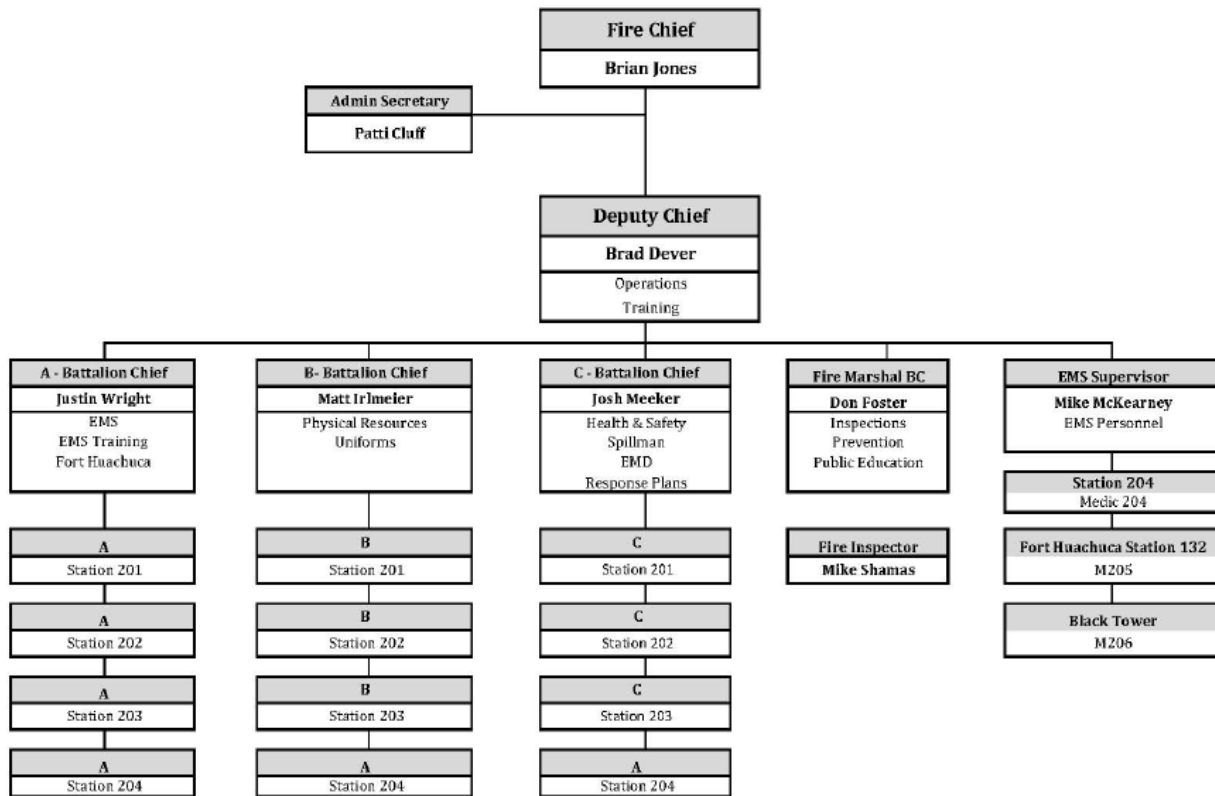 Fire Chief
Brian Jones
Admin Secretary
Patti Cluff
Deputy Chief
Brad Dever
Operations
Training
A - Battalion Chief
Justin Wright
EMS
EMS Training
Fort Huachuca
A
Station 201
A
Station 202
A
Station 203
A
Station 204
B- Battalion Chief
Matt Irlmeier
Physical Resources
Uniforms
B
Station 201
B
Station 202
B
Station 203
A
Station 204
C - Battalion Chief
Josh Meeker
Health & Safety
Spillman
EMD
Response Plans
C
Station 201
C
Station 202
C
Station 203
A
Station 204
Fire Marshal BC
Don Foster
Inspections
Prevention
Public Education
Fire Inspector
Mike Shamas
EMS Supervisor
Mike McKearney
EMS Personnel
Station 204
Medic 204
Fort Huachuca Station 132
M205
Black Tower
M206